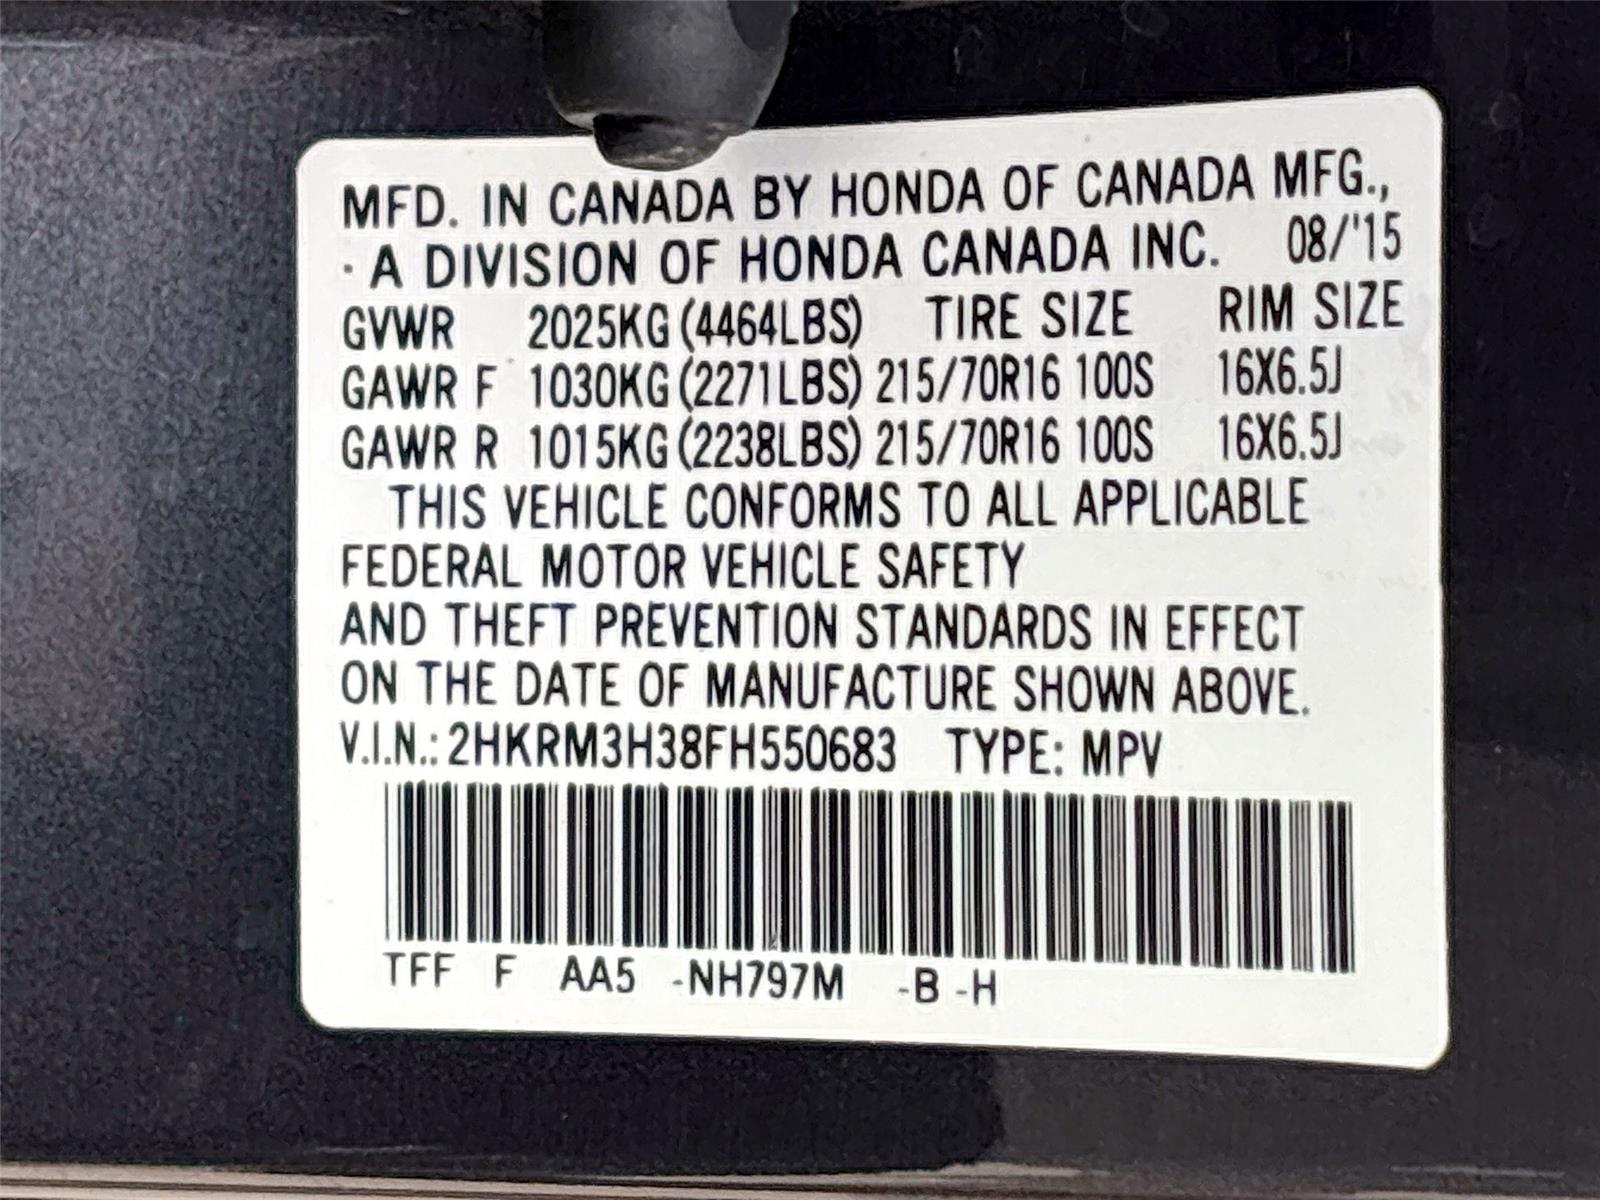 MFD. IN CANADA BY HONDA OF CANADA MFG.,
· A DIVISION OF HONDA CANADA INC. 08/'15
GVWR 2025KG (4464LBS) TIRE SIZE RIM SIZE
GAWR F 1030KG (2271LBS) 215/70R16 100S 16X6.5J
GAWR R 1015KG (2238LBS) 215/70R16 100S 16X6.5J
THIS VEHICLE CONFORMS TO ALL APPLICABLE
FEDERAL MOTOR VEHICLE SAFETY
AND THEFT PREVENTION STANDARDS IN EFFECT
ON THE DATE OF MANUFACTURE SHOWN ABOVE.
V.I.N.: 2HKRM3H38FH550683 TYPE: MPV
TFF F AA5 -NH797M -B -H